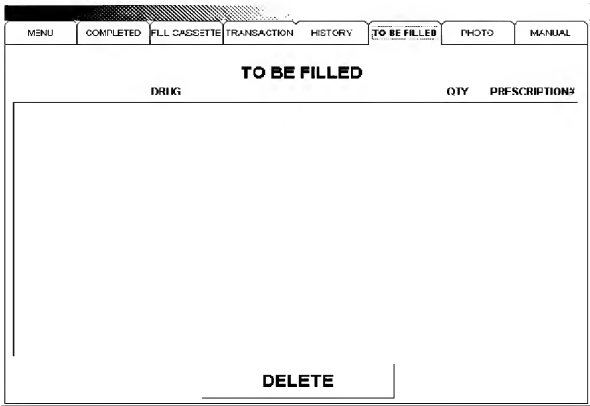 MENU COMPLETED FILL CASSETTE TRANSACTION HISTORY TO BE FILLED PHOTO MANUAL
TO BE FILLED
DRUG QTY PRESCRIPTION#
DELETE